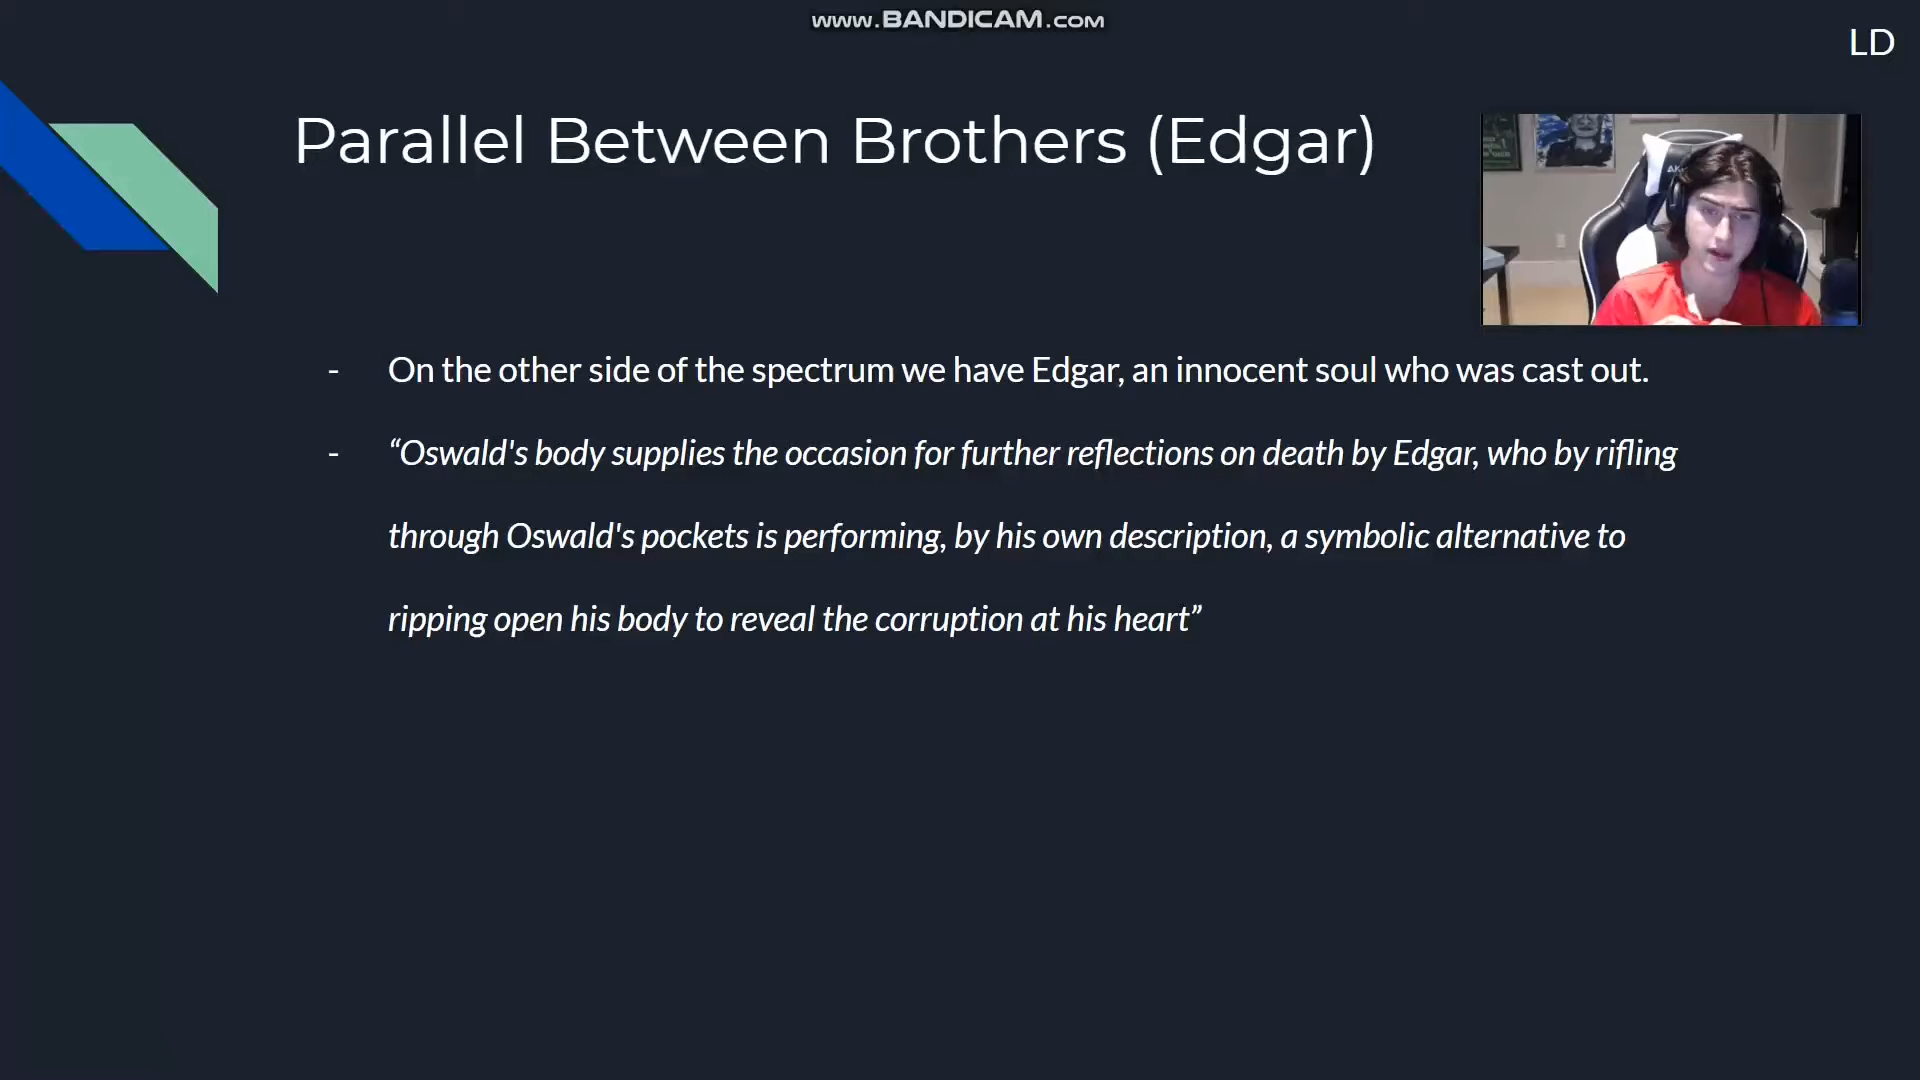 www.BANDICAM.com
LD
Parallel Between Brothers (Edgar)
- On the other side of the spectrum we have Edgar, an innocent soul who was cast out.
- “Oswald's body supplies the occasion for further reflections on death by Edgar, who by rifling
through Oswald's pockets is performing, by his own description, a symbolic alternative to
ripping open his body to reveal the corruption at his heart”